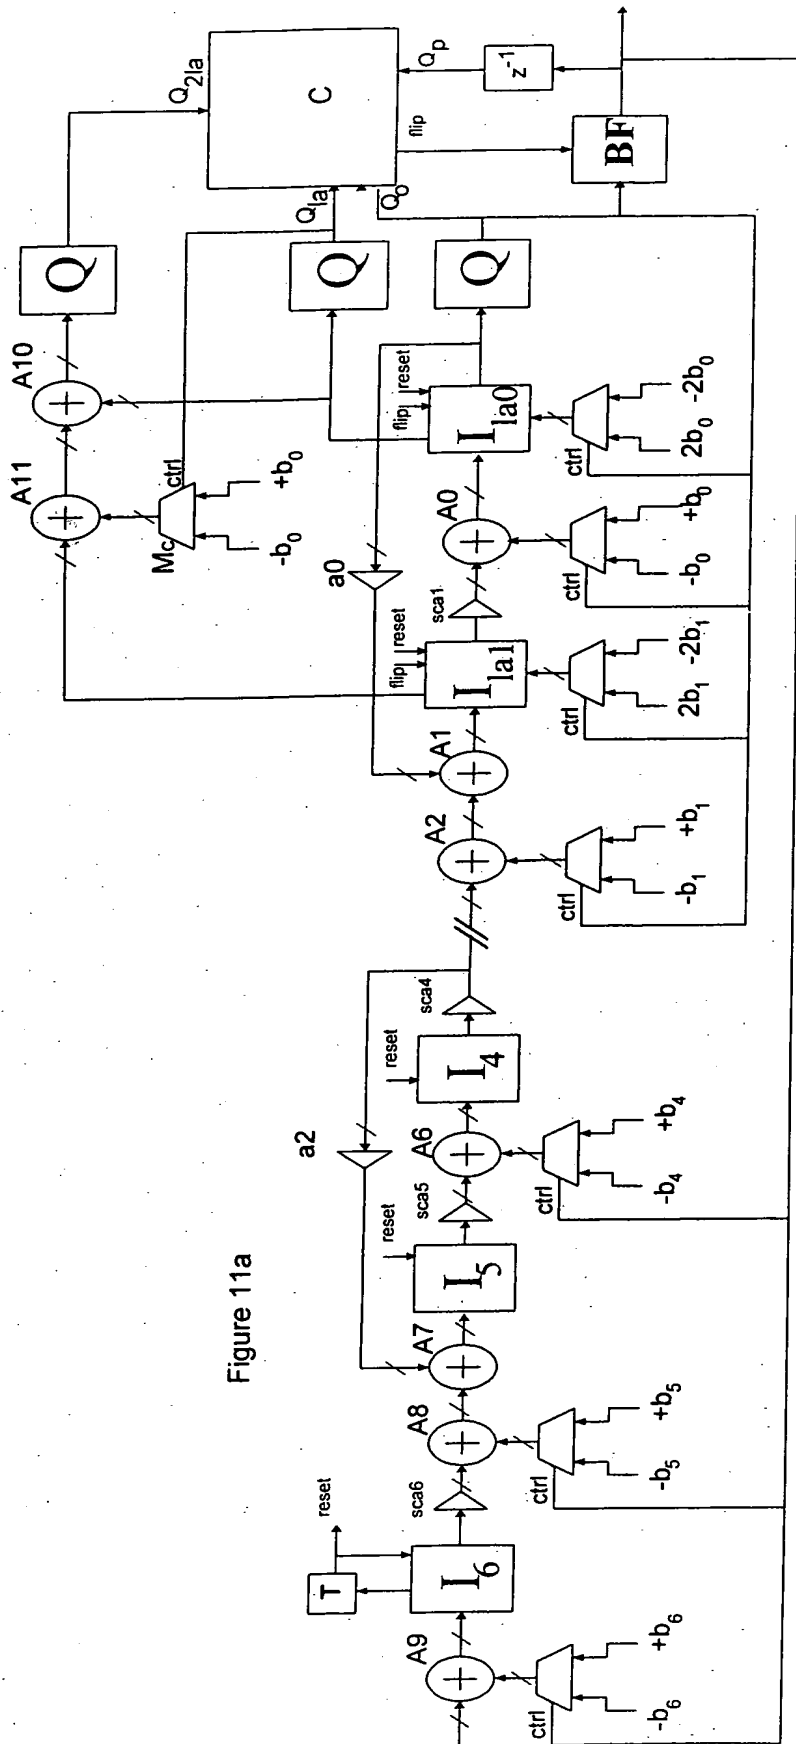 Figure 11a
A9
ctrl
-b6
+b6
T
reset
I6
sca6
A8
ctrl
-b5
+b5
A7
reset
I5
sca5
A6
ctrl
-b4
+b4
a2
reset
I4
sca4
A2
ctrl
-b1
+b1
A1
flip
reset
Ila1
ctrl
2b1
-2b1
a0
sca1
A0
ctrl
-b0
+b0
flip
reset
Ila0
ctrl
2b0
-2b0
A11
Mc
ctrl
-b0
+b0
A10
Q
Q
Q
Q2la
Qla
Qo
C
flip
Qp
z-1
BF